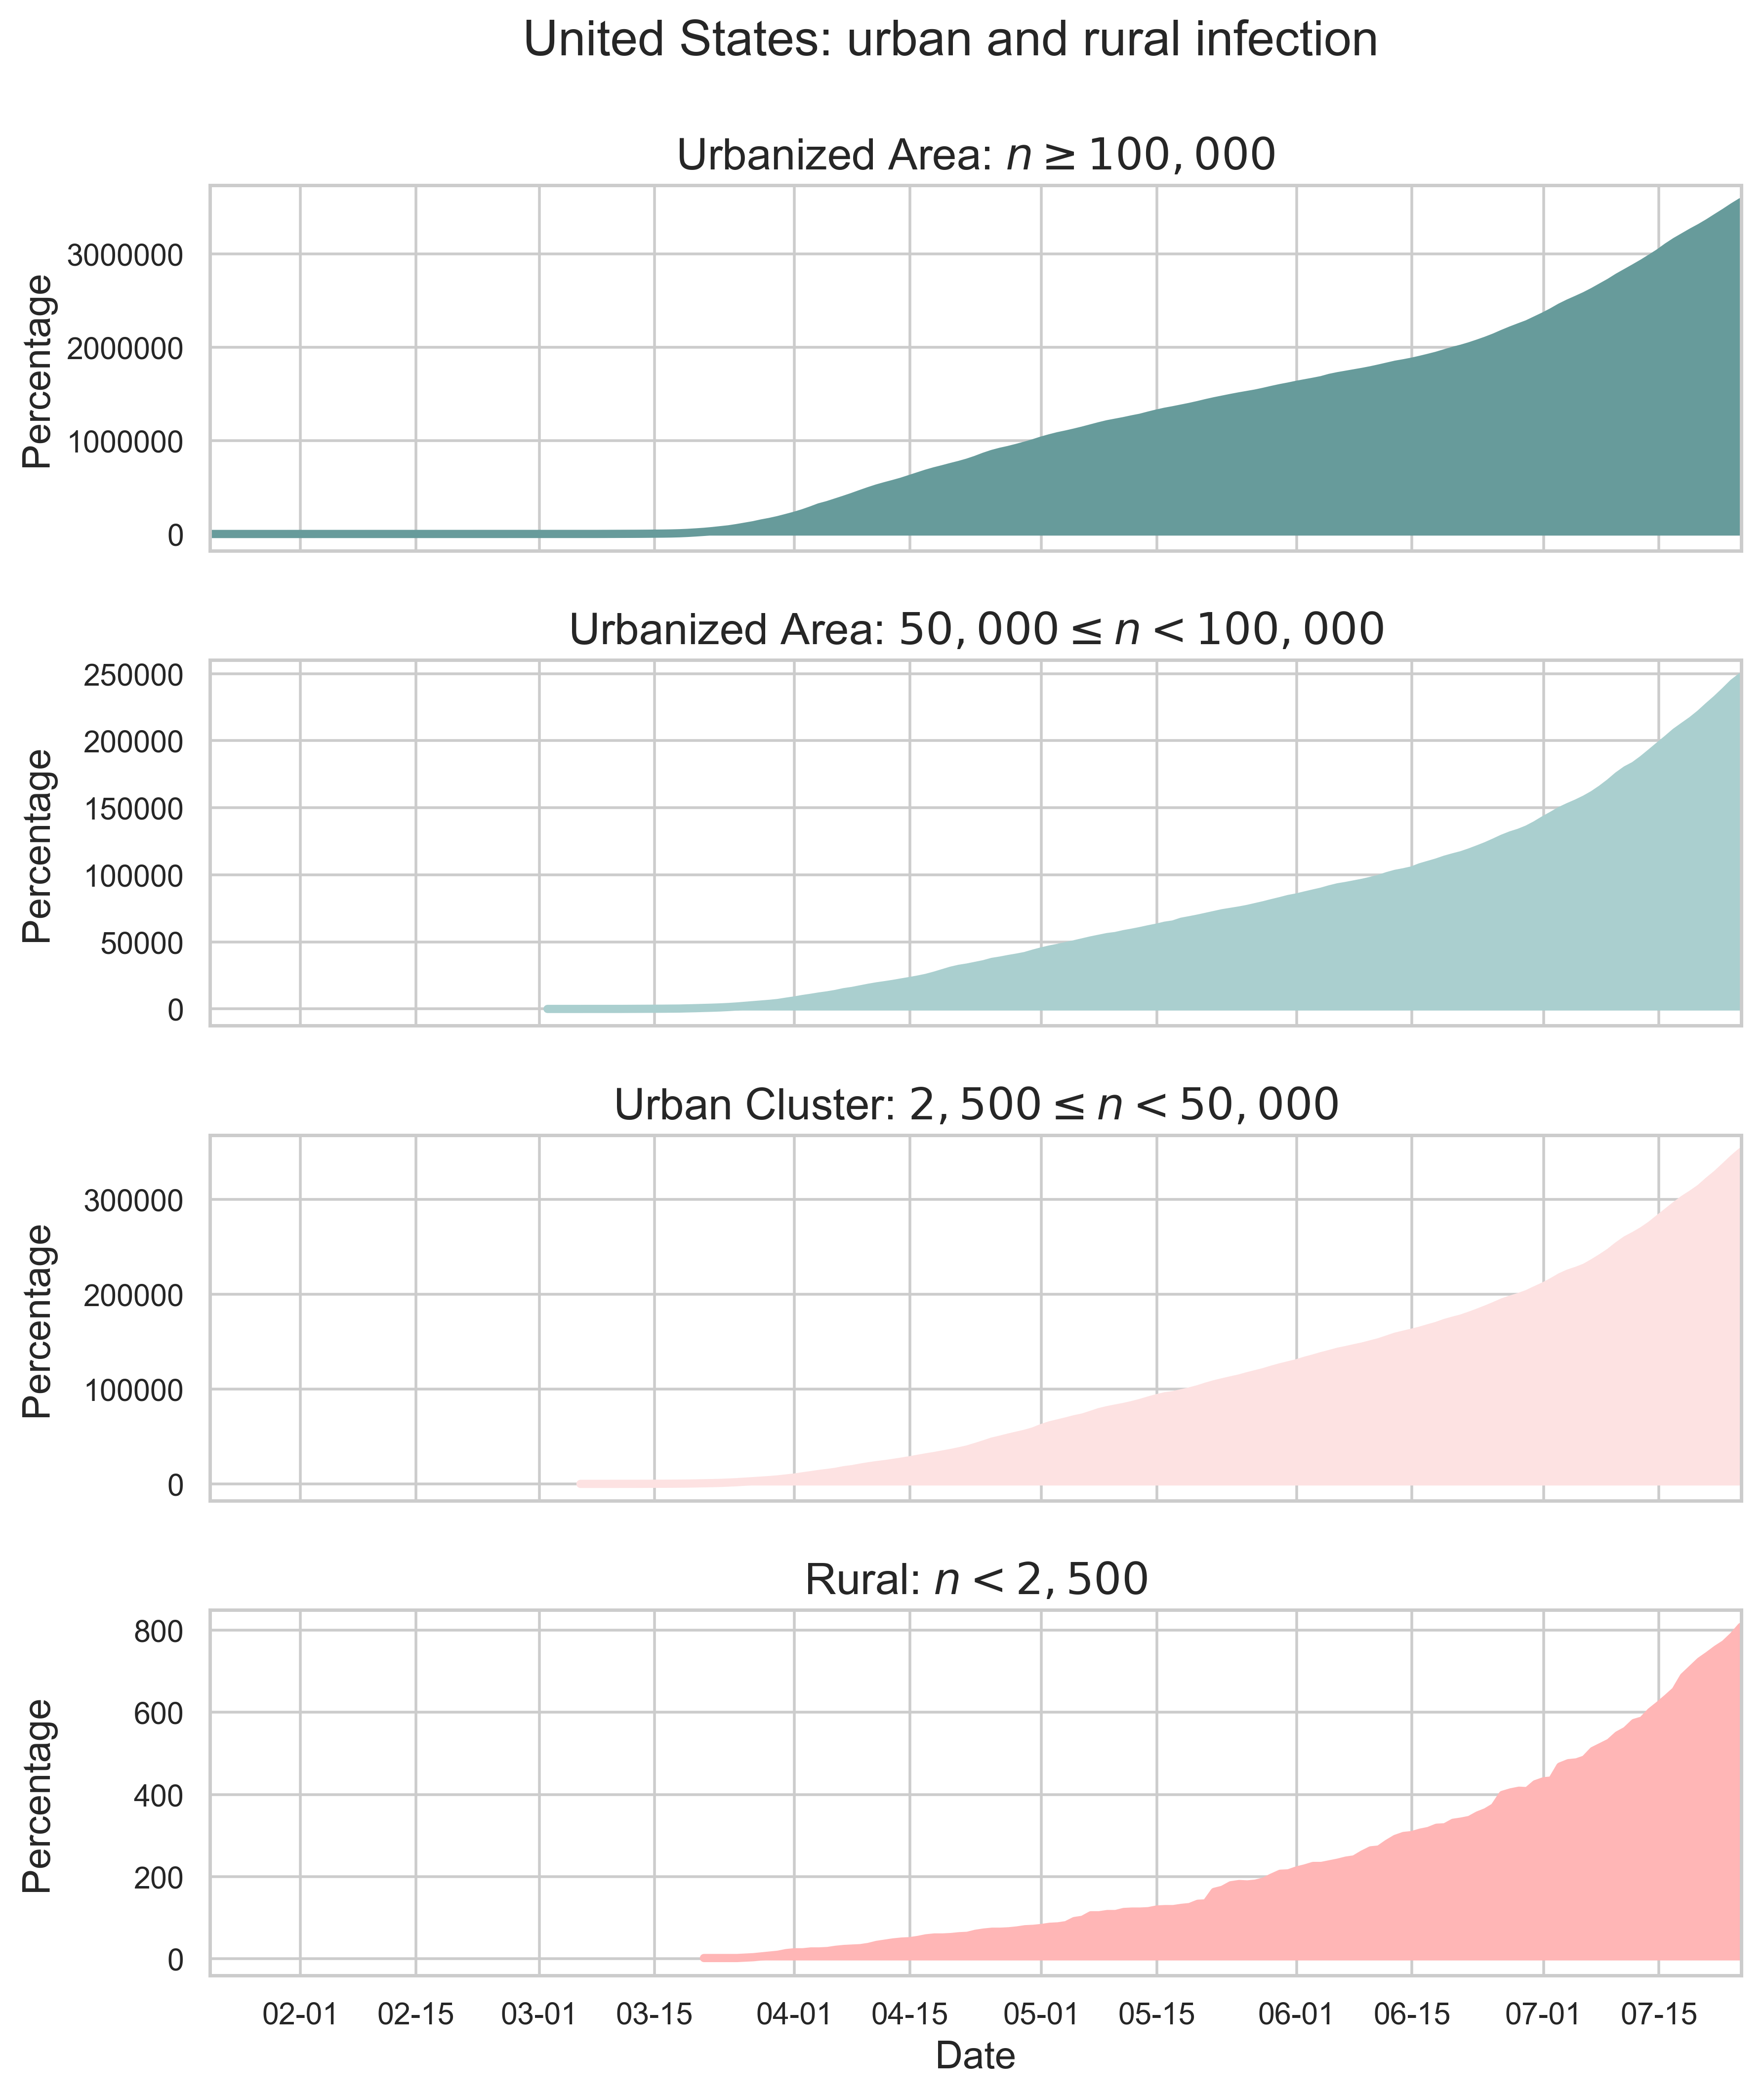 United States: urban and rural infection
Urbanized Area: n ≥ 100,000
Percentage
3000000
2000000
1000000
0
Urbanized Area: 50,000 ≤ n < 100,000
Percentage
250000
200000
150000
100000
50000
0
Urban Cluster: 2,500 ≤ n < 50,000
Percentage
300000
200000
100000
0
Rural: n < 2,500
Percentage
800
600
400
200
0
02-01 02-15 03-01 03-15 04-01 04-15 05-01 05-15 06-01 06-15 07-01 07-15
Date